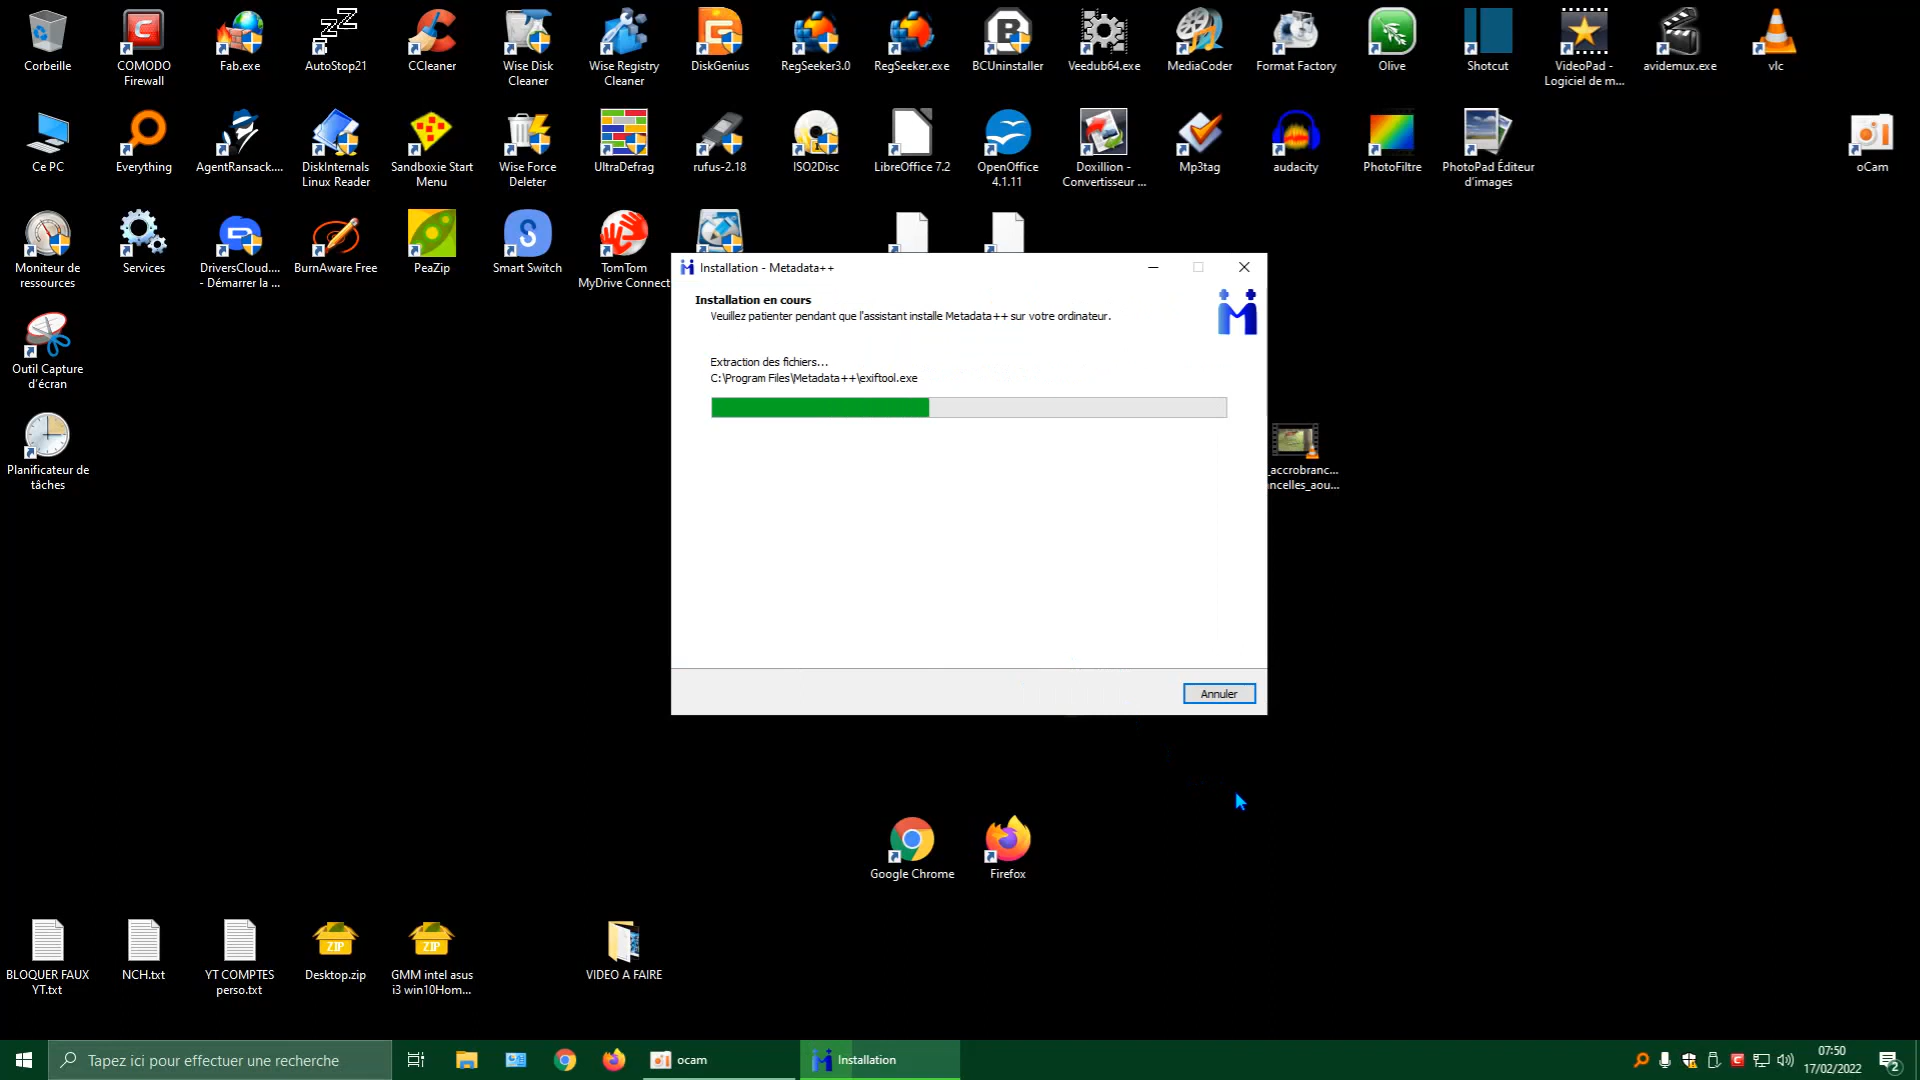 Corbeille
COMODO
Firewall
Fab.exe
AutoStop21
CCleaner
Wise Disk
Cleaner
Wise Registry
Cleaner
DiskGenius
RegSeeker3.0
RegSeeker.exe
BCUninstaller
Veedub64.exe
MediaCoder
Format Factory
Olive
Shotcut
VideoPad -
Logiciel de m...
avidemux.exe
vlc
Ce PC
Everything
AgentRansack....
DiskInternals
Linux Reader
Sandboxie Start
Menu
Wise Force
Deleter
UltraDefrag
rufus-2.18
ISO2Disc
LibreOffice 7.2
OpenOffice
4.1.11
Doxillion -
Convertisseur ...
Mp3tag
audacity
PhotoFiltre
PhotoPad Éditeur
d'images
oCam
Moniteur de
ressources
Services
DriversCloud....
- Démarrer la ...
BurnAware Free
PeaZip
Smart Switch
TomTom
MyDrive Connect
Outil Capture
d'écran
Planificateur de
tâches
Installation - Metadata++
Installation en cours
Veuillez patienter pendant que l'assistant installe Metadata++ sur votre ordinateur.
Extraction des fichiers...
C:\Program Files\Metadata++\exiftool.exe
Annuler
_accrobranc...
ncelles_aou...
Google Chrome
Firefox
BLOQUER FAUX
YT.txt
NCH.txt
YT COMPTES
perso.txt
ZIP
Desktop.zip
ZIP
GMM intel asus
i3 win10Hom...
VIDEO A FAIRE
Tapez ici pour effectuer une recherche
ocam
Installation
07:50
17/02/2022
2